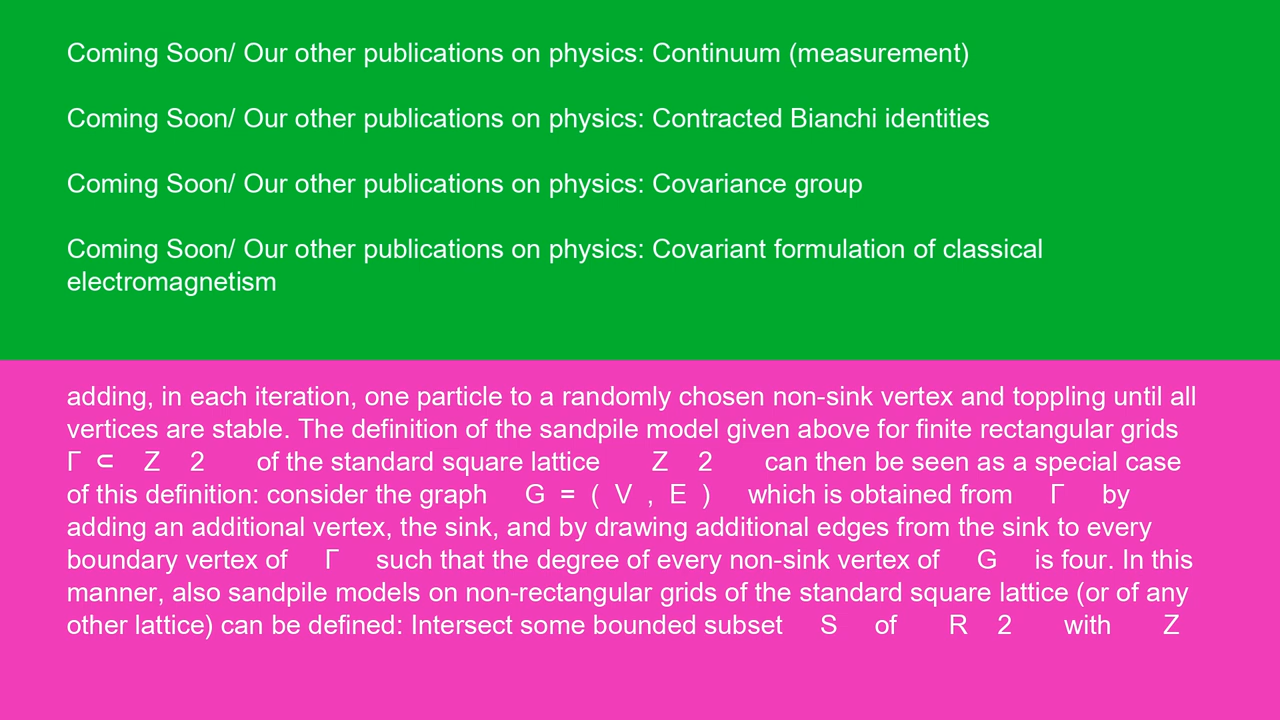 Coming Soon/ Our other publications on physics: Continuum (measurement)
Coming Soon/ Our other publications on physics: Contracted Bianchi identities
Coming Soon/ Our other publications on physics: Covariance group
Coming Soon/ Our other publications on physics: Covariant formulation of classical
electromagnetism
adding, in each iteration, one particle to a randomly chosen non-sink vertex and toppling until all
vertices are stable. The definition of the sandpile model given above for finite rectangular grids
Γ ⊂ Z 2 of the standard square lattice Z 2 can then be seen as a special case
of this definition: consider the graph G = ( V , E ) which is obtained from Γ by
adding an additional vertex, the sink, and by drawing additional edges from the sink to every
boundary vertex of Γ such that the degree of every non-sink vertex of G is four. In this
manner, also sandpile models on non-rectangular grids of the standard square lattice (or of any
other lattice) can be defined: Intersect some bounded subset S of R 2 with Z